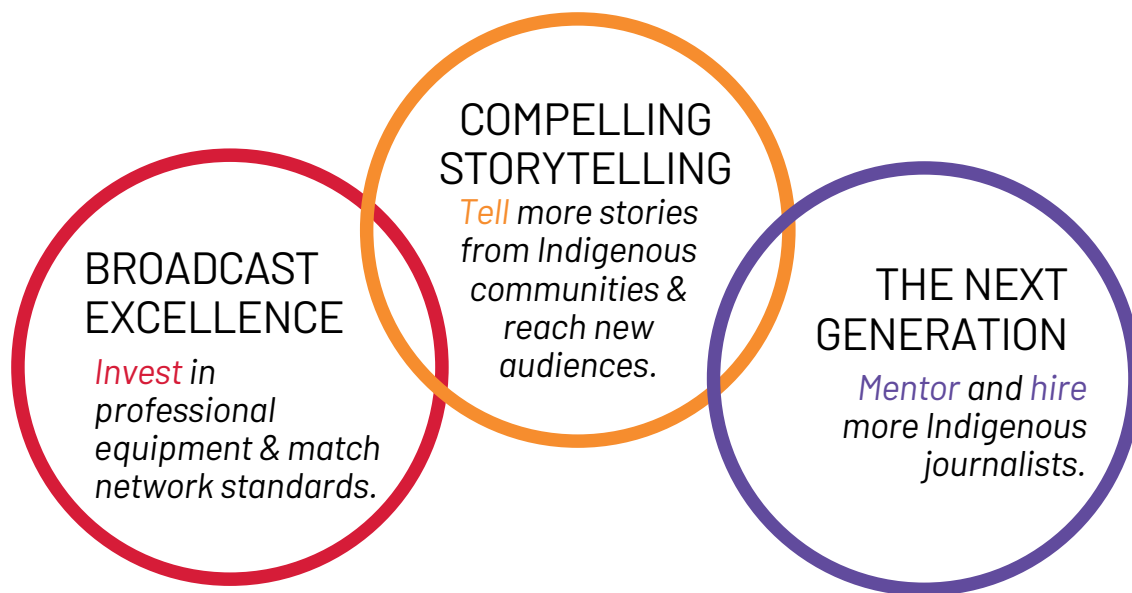 BROADCAST
EXCELLENCE
Invest in
professional
equipment & match
network standards.
COMPELLING
STORYTELLING
Tell more stories
from Indigenous
communities &
reach new
audiences.
THE NEXT
GENERATION
Mentor and hire
more Indigenous
journalists.